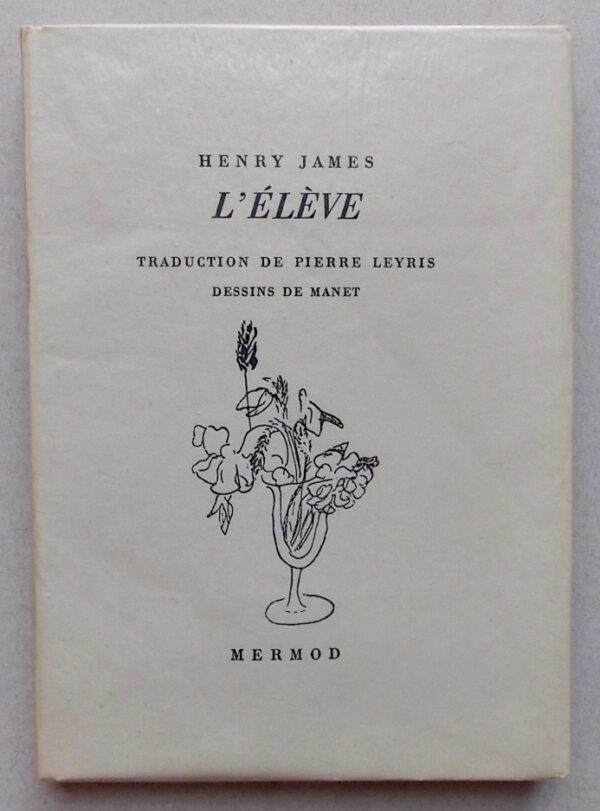 HENRY JAMES
L'ÉLÈVE
TRADUCTION DE PIERRE LEYRIS
DESSINS DE MANET
MERMOD